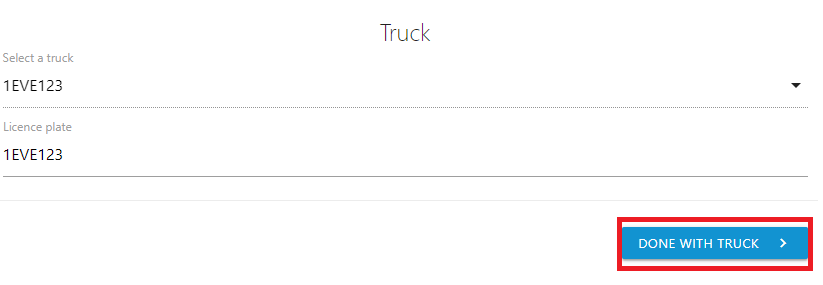 Truck
Select a truck
1EVE123
Licence plate
1EVE123
DONE WITH TRUCK